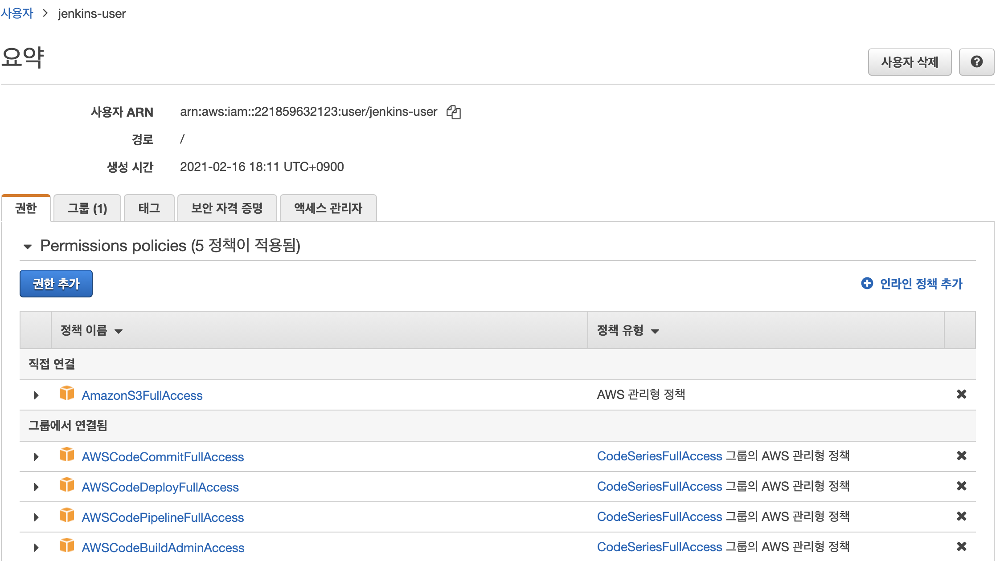 사용자 > jenkins-user
요약
사용자 삭제
사용자 ARN arn:aws:iam::221859632123:user/jenkins-user
경로 /
생성 시간 2021-02-16 18:11 UTC+0900
권한 그룹 (1) 태그 보안 자격 증명 액세스 관리자
Permissions policies (5 정책이 적용됨)
권한 추가 인라인 정책 추가
정책 이름 정책 유형
직접 연결
AmazonS3FullAccess AWS 관리형 정책
그룹에서 연결됨
AWSCodeCommitFullAccess CodeSeriesFullAccess 그룹의 AWS 관리형 정책
AWSCodeDeployFullAccess CodeSeriesFullAccess 그룹의 AWS 관리형 정책
AWSCodePipelineFullAccess CodeSeriesFullAccess 그룹의 AWS 관리형 정책
AWSCodeBuildAdminAccess CodeSeriesFullAccess 그룹의 AWS 관리형 정책